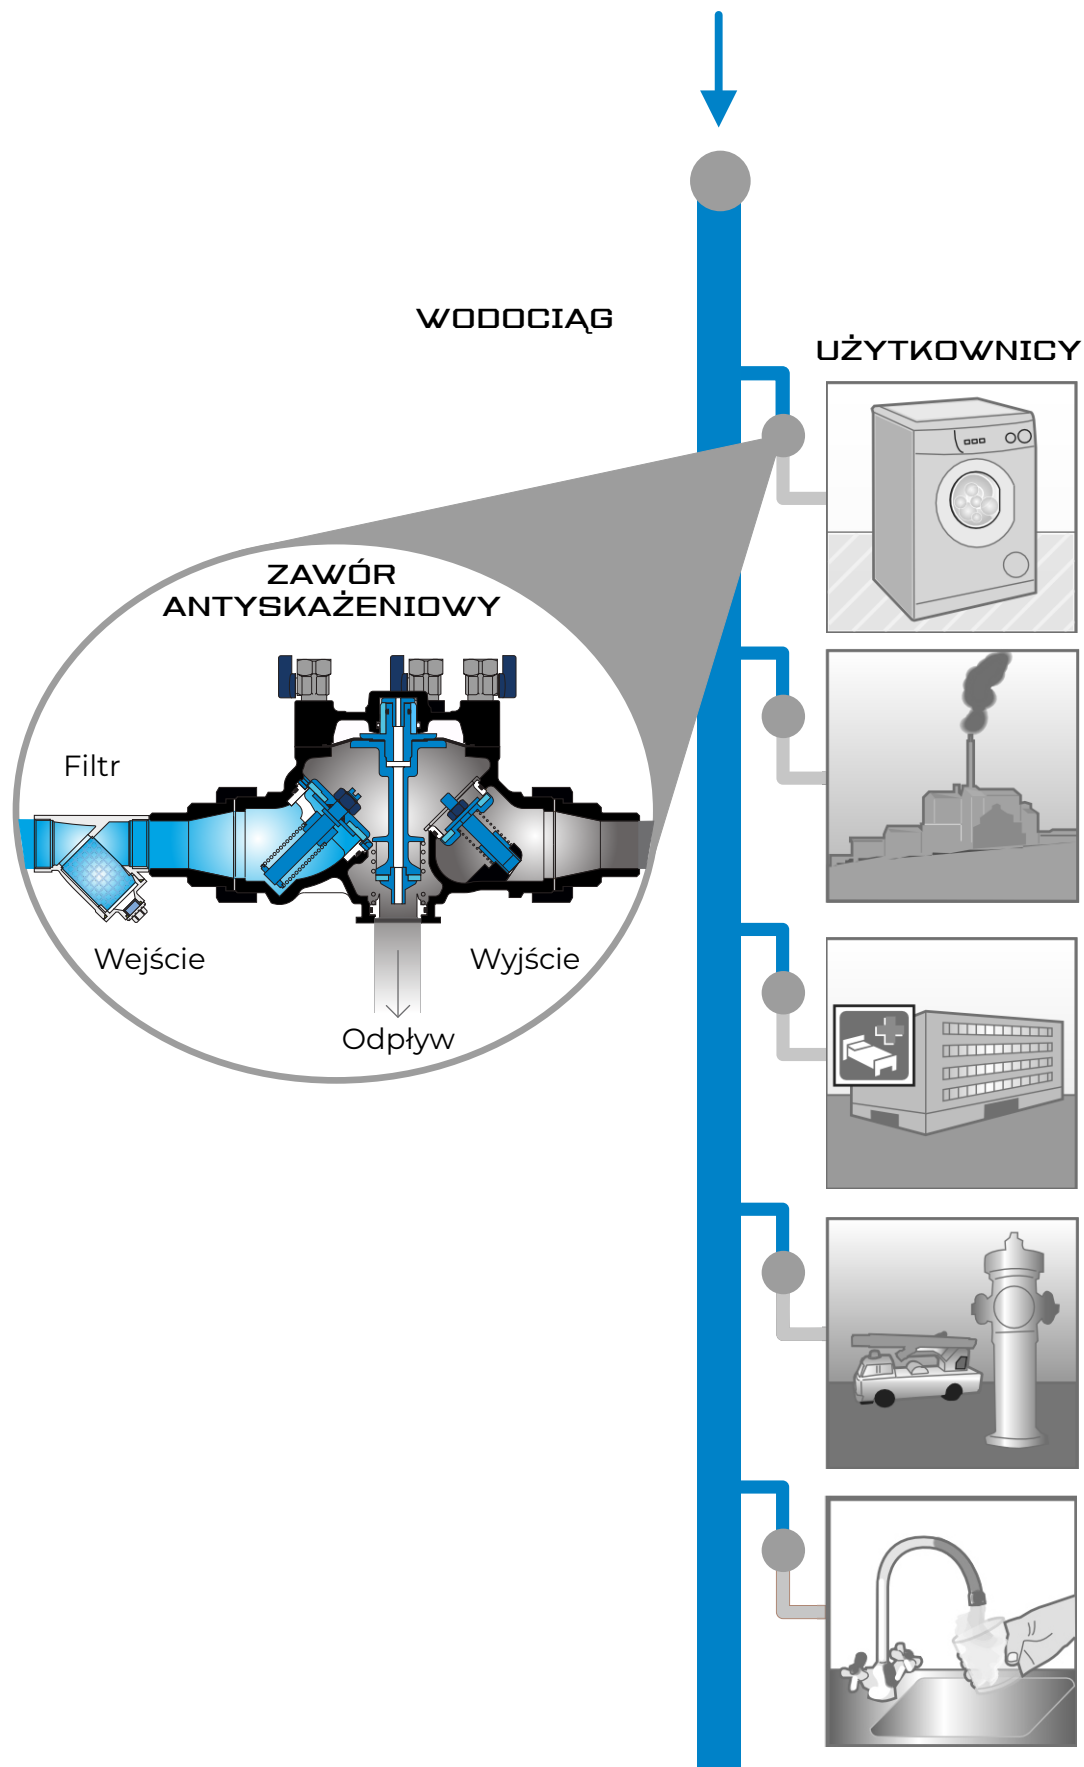 WODOCIĄG
UŻYTKOWNICY
ZAWÓR
ANTYSKAŻENIOWY
Filtr
Wejście
Wyjście
Odpływ